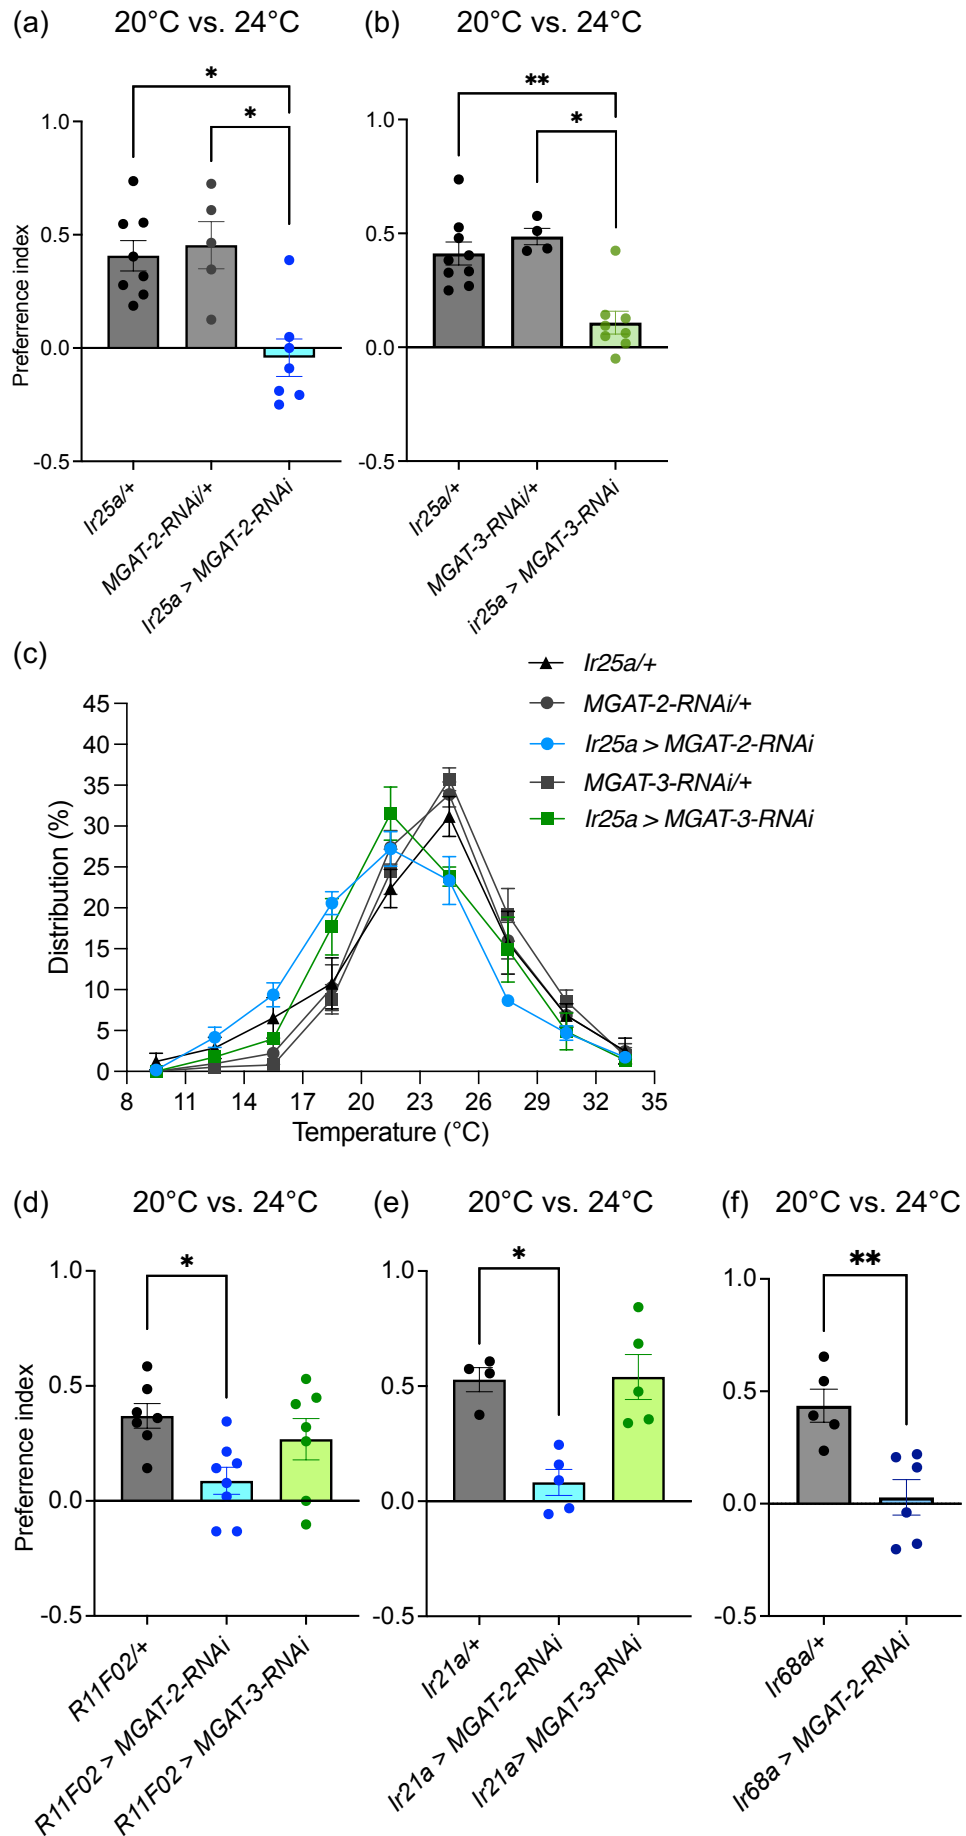 (a) 20°C vs. 24°C
(b) 20°C vs. 24°C
* 
*
**
*
Preferrence index
1.0
0.5
0.0
-0.5
1.0
0.5
0.0
-0.5
Ir25a/+
MGAT-2-RNAi/+
Ir25a > MGAT-2-RNAi
Ir25a/+
MGAT-3-RNAi/+
ir25a > MGAT-3-RNAi
(c)
Ir25a/+
MGAT-2-RNAi/+
Ir25a > MGAT-2-RNAi
MGAT-3-RNAi/+
Ir25a > MGAT-3-RNAi
Distribution (%)
45
40
35
30
25
20
15
10
5
0
8 11 14 17 20 23 26 29 32 35
Temperature (°C)
(d) 20°C vs. 24°C
(e) 20°C vs. 24°C
(f) 20°C vs. 24°C
*
*
**
Preferrence index
1.0
0.5
0.0
-0.5
1.0
0.5
0.0
-0.5
1.0
0.5
0.0
-0.5
R11F02/+
R11F02 > MGAT-2-RNAi
R11F02 > MGAT-3-RNAi
Ir21a/+
Ir21a > MGAT-2-RNAi
Ir21a> MGAT-3-RNAi
Ir68a/+
Ir68a > MGAT-2-RNAi